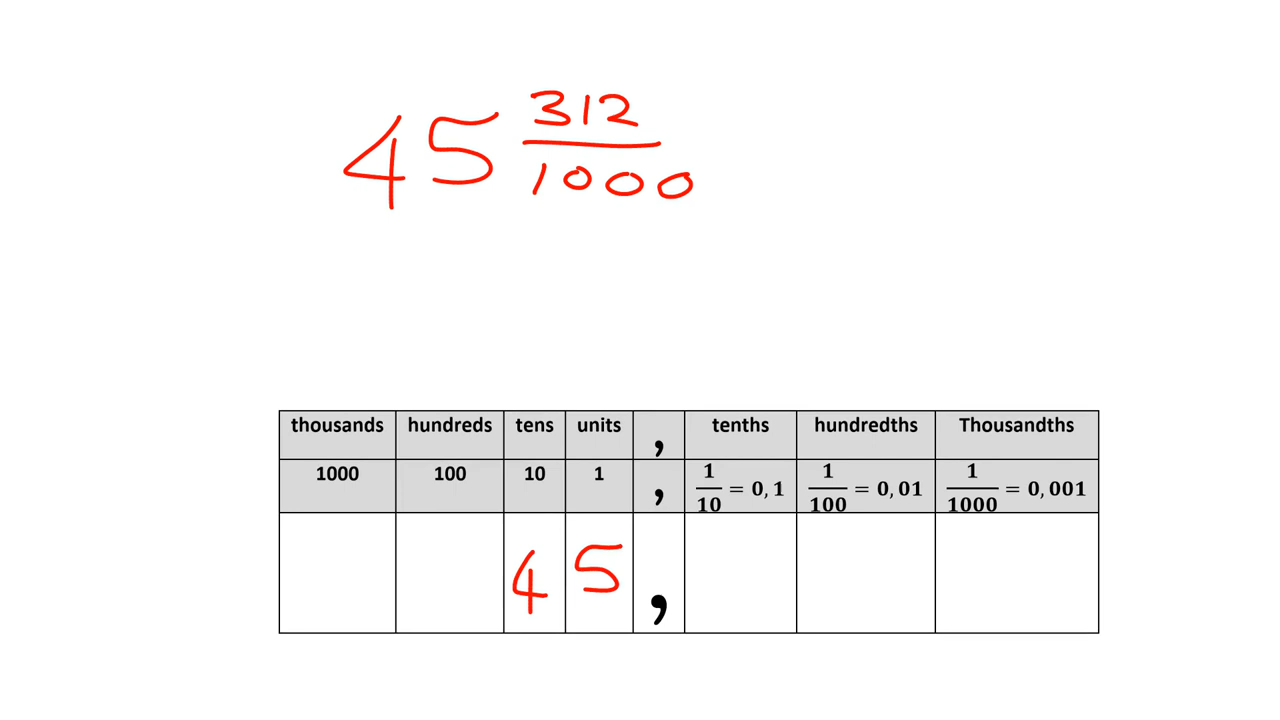 45 312/1000
thousands hundreds tens units , tenths hundredths Thousandths
1000 100 10 1 , 1/10 = 0,1 1/100 = 0,01 1/1000 = 0,001
4 5 ,